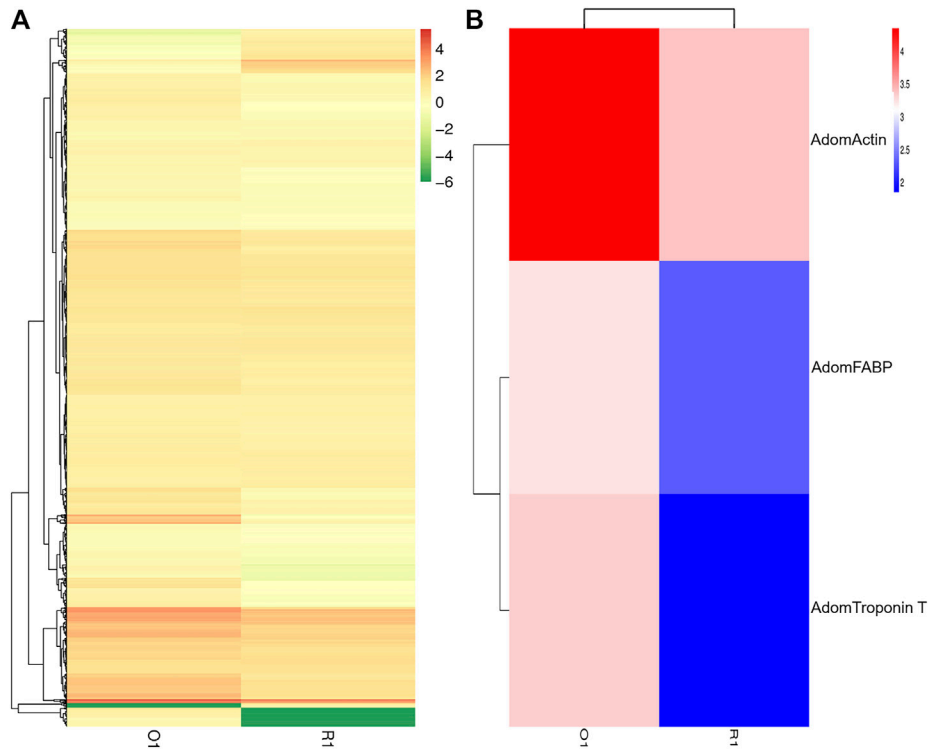 A
4
2
0
−2
−4
−6
O1
R1
B
4
3.5
3
2.5
2
AdomActin
AdomFABP
AdomTroponin T
O1
R1